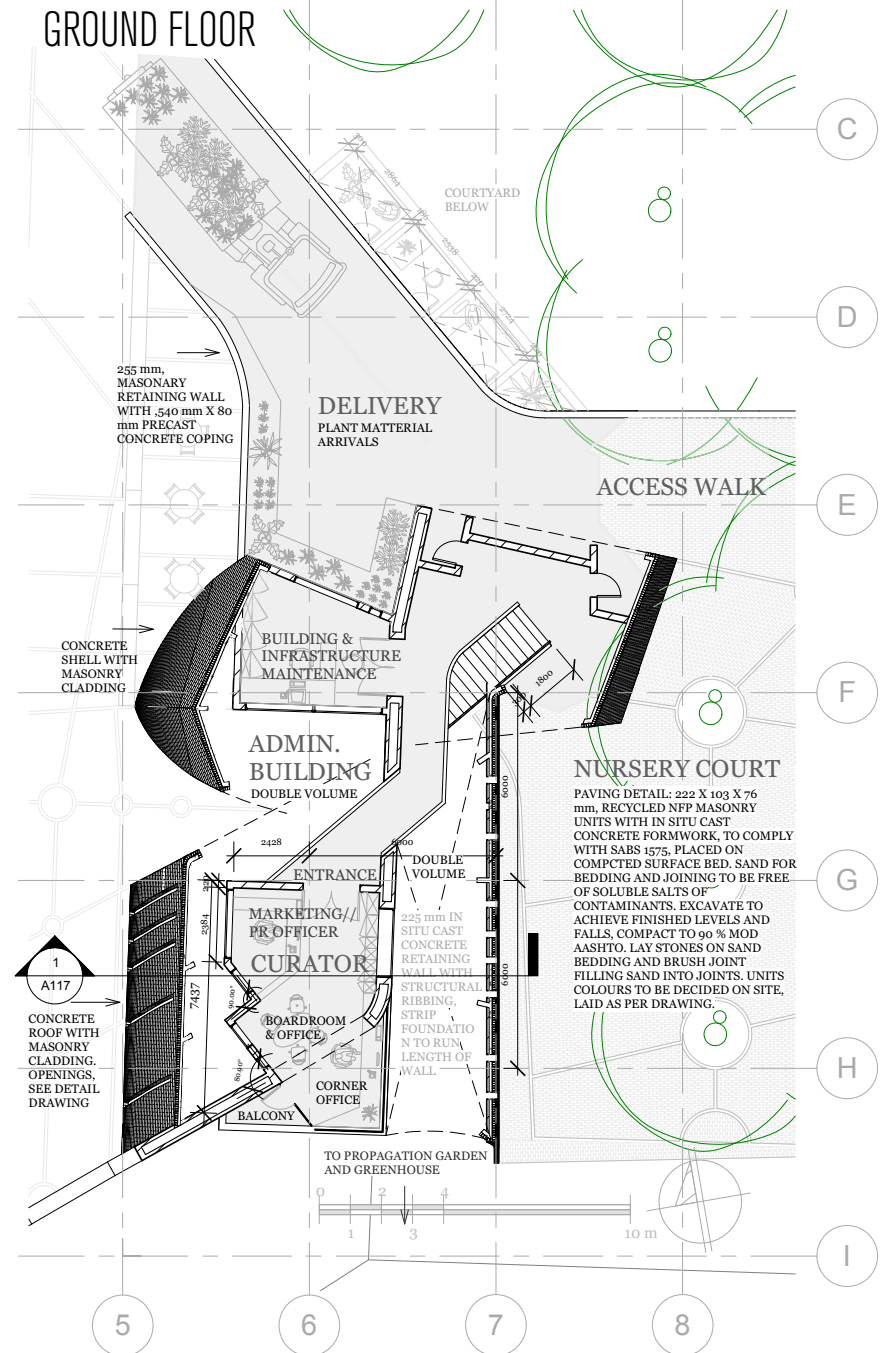 GROUND FLOOR
C
COURTYARD
BELOW
2864
2538
2724
D
255 mm,
MASONARY
RETAINING WALL
WITH ,540 mm X 80
mm PRECAST
CONCRETE COPING
DELIVERY
PLANT MATTERIAL
ARRIVALS
ACCESS WALK
E
CONCRETE
SHELL WITH
MASONRY
CLADDING
BUILDING &
INFRASTRUCTURE
MAINTENANCE
1800
F
ADMIN.
BUILDING
DOUBLE VOLUME
6000
NURSERY COURT
PAVING DETAIL: 222 X 103 X 76
mm, RECYCLED NFP MASONRY
UNITS WITH IN SITU CAST
CONCRETE FORMWORK, TO COMPLY
WITH SABS 1575, PLACED ON
COMPCTED SURFACE BED. SAND FOR
BEDDING AND JOINING TO BE FREE
OF SOLUBLE SALTS OF
CONTAMINANTS. EXCAVATE TO
ACHIEVE FINISHED LEVELS AND
FALLS, COMPACT TO 90 % MOD
AASHTO. LAY STONES ON SAND
BEDDING AND BRUSH JOINT
FILLING SAND INTO JOINTS. UNITS
COLOURS TO BE DECIDED ON SITE,
LAID AS PER DRAWING.
2428
6000
DOUBLE
VOLUME
ENTRANCE
G
2384
MARKETING//
PR OFFICER
CURATOR
225 mm IN
SITU CAST
CONCRETE
RETAINING
WALL WITH
STRUCTURAL
RIBBING,
STRIP
FOUNDATIO
N TO RUN
LENGTH OF
WALL
6000
1
A117
7437
90.00°
CONCRETE
ROOF WITH
MASONRY
CLADDING.
OPENINGS,
SEE DETAIL
DRAWING
BOARDROOM
& OFFICE
H
CORNER
OFFICE
BALCONY
TO PROPAGATION GARDEN
AND GREENHOUSE
0 2 4
1 3 10 m
I
5 6 7 8